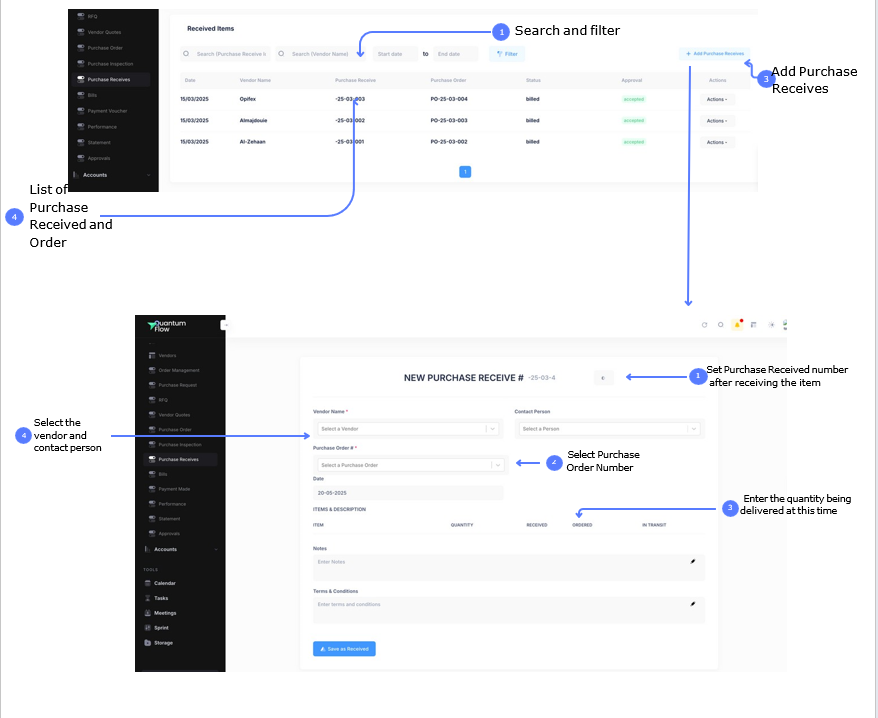 RFQ
Vendor Quotes
Purchase Order
Purchase Inspection
Purchase Receives
Bills
Payment Voucher
Performance
Statement
Approvals
Accounts
Received Items
Search (Purchase Receive
Search (Vendor Name)
Start date
to
End date
Filter
+ Add Purchase Receives
Date
Vendor Name
Purchase Receive
Purchase Order
Status
Approval
Actions
15/03/2025
Opifex
-25-03-003
PO-25-03-004
billed
accepted
Actions
15/03/2025
Almajdouie
-25-03-002
PO-25-03-003
billed
accepted
Actions
15/03/2025
Al-Zehaan
-25-03-001
PO-25-03-002
billed
accepted
Actions
1
1
Search and filter
3
Add Purchase
Receives
4
List of
Purchase
Received and
Order
Quantum
Flow
Vendors
Order Management
Purchase Request
RFQ
Vendor Quotes
Purchase Order
Purchase Inspection
Purchase Receives
Bills
Payment Made
Performance
Statement
Approvals
Accounts
TOOLS
Calendar
Tasks
Meetings
Sprint
Storage
NEW PURCHASE RECEIVE # -25-03-4
Vendor Name *
Select a Vendor
Contact Person
Select a Person
Purchase Order # *
Select a Purchase Order
Date
20-05-2025
ITEMS & DESCRIPTION
ITEM
QUANTITY
RECEIVED
ORDERED
IN TRANSIT
Notes
Enter Notes
Terms & Conditions
Enter terms and conditions
Save as Received
1
Set Purchase Received number
after receiving the item
2
Select Purchase
Order Number
3
Enter the quantity being
delivered at this time
4
Select the
vendor and
contact person